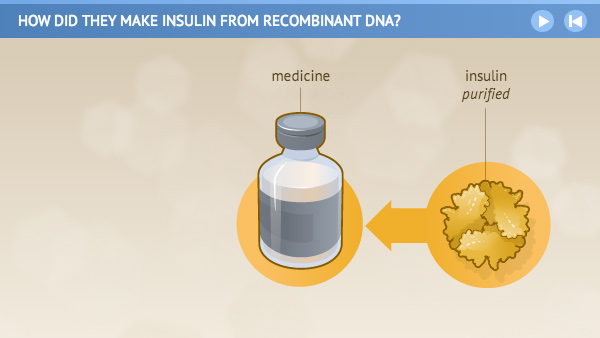 HOW DID THEY MAKE INSULIN FROM RECOMBINANT DNA?
medicine
insulin
purified